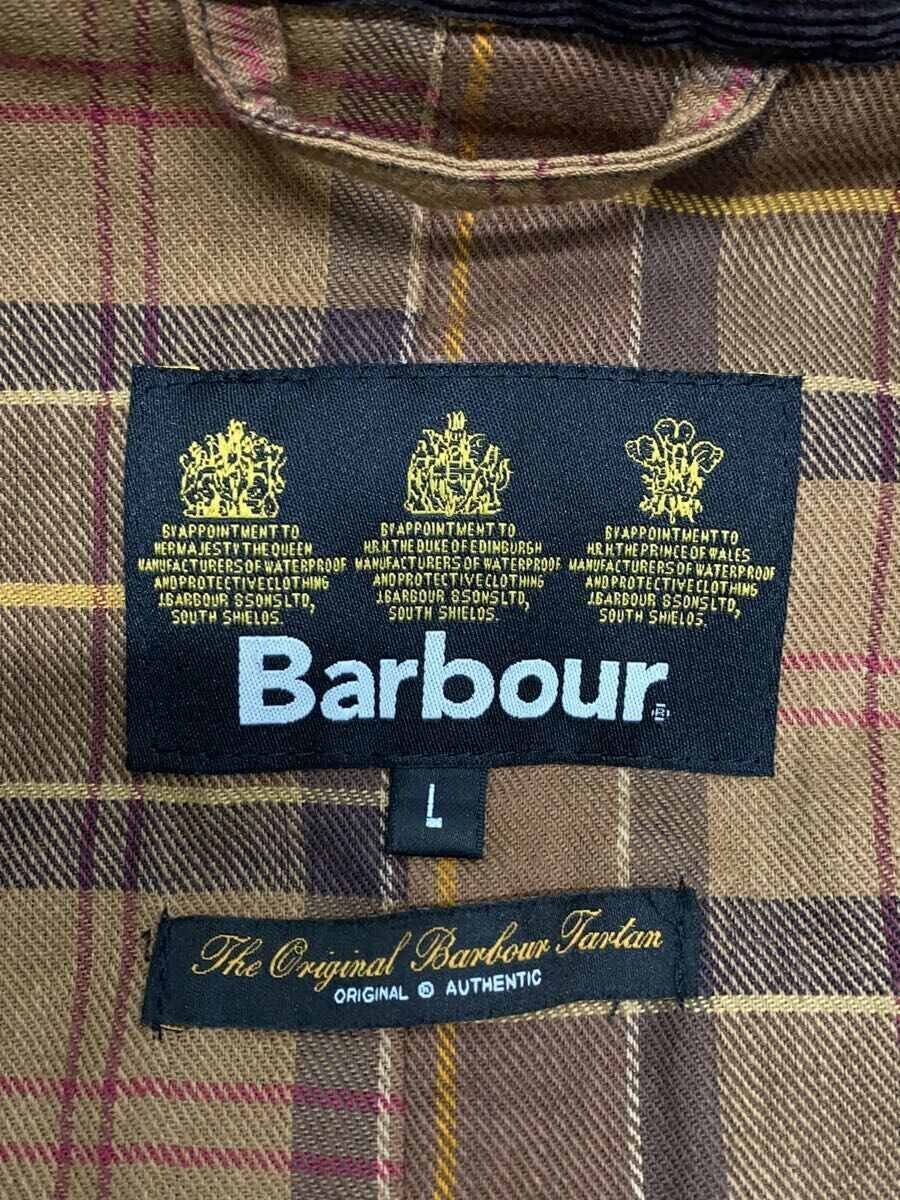 BY APPOINTMENT TO
HER MAJESTY THE QUEEN
MANUFACTURERS OF WATERPROOF
AND PROTECTIVE CLOTHING
J.BARBOUR & SONS LTD,
SOUTH SHIELDS.
BY APPOINTMENT TO
H.R.H. THE DUKE OF EDINBURGH
MANUFACTURERS OF WATERPROOF
AND PROTECTIVE CLOTHING
J.BARBOUR & SONS LTD,
SOUTH SHIELDS.
BY APPOINTMENT TO
H.R.H. THE PRINCE OF WALES
MANUFACTURERS OF WATERPROOF
AND PROTECTIVE CLOTHING
J.BARBOUR & SONS LTD,
SOUTH SHIELDS.
Barbour®
L
The Original Barbour Tartan
ORIGINAL ® AUTHENTIC